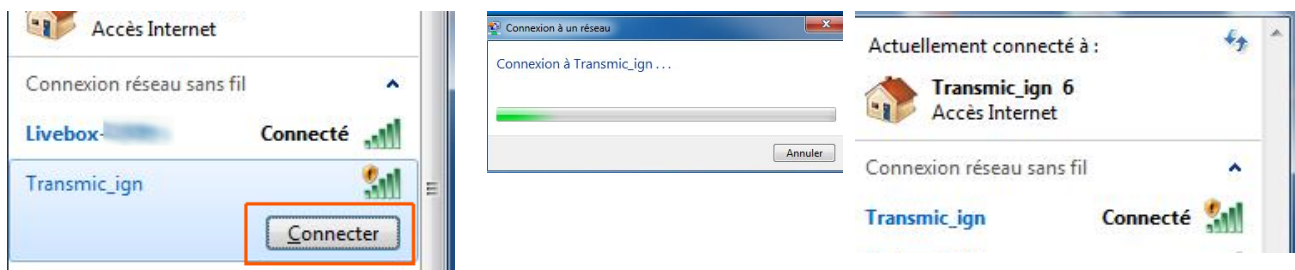 Accès Internet
Connexion réseau sans fil
Livebox- Connecté
Transmic_ign
Connecter
Connexion à un réseau
Connexion à Transmic_ign . . .
Annuler
Actuellement connecté à :
Transmic_ign 6
Accès Internet
Connexion réseau sans fil
Transmic_ign Connecté